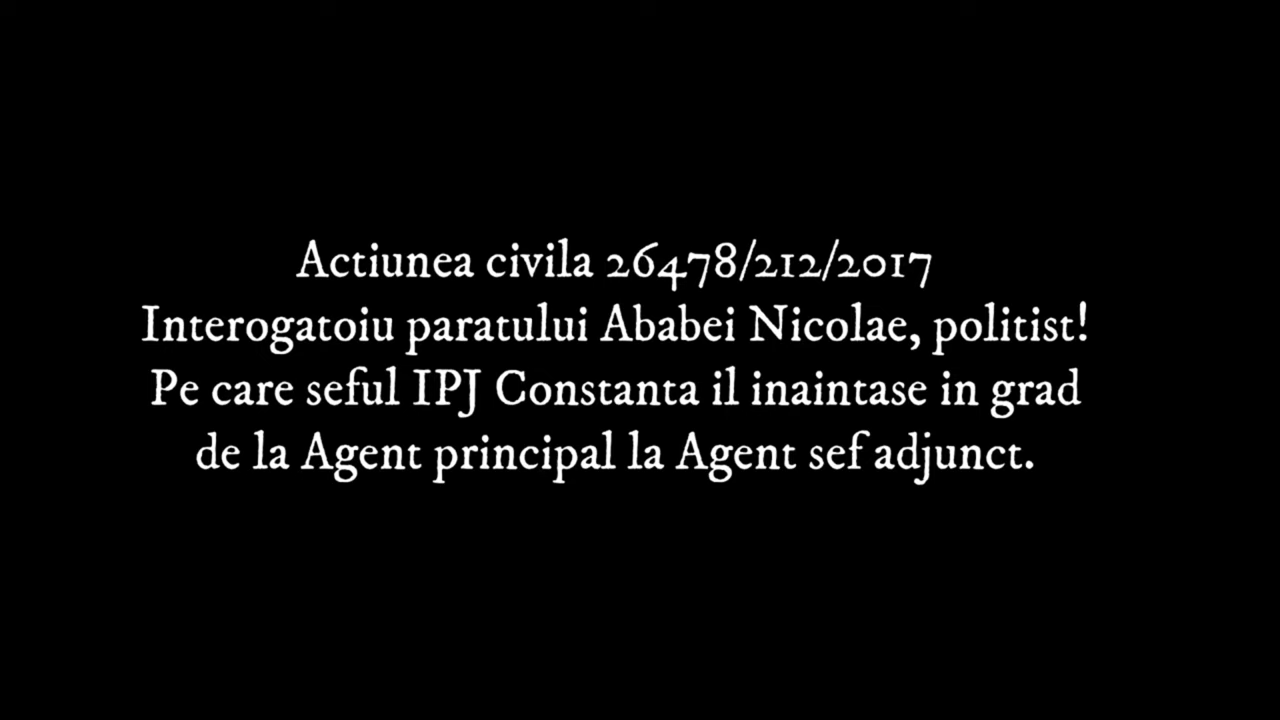 Actiunea civila 26478/212/2017
Interogatoiu paratului Ababei Nicolae, politist!
Pe care seful IPJ Constanta il inaintase in grad
de la Agent principal la Agent sef adjunct.